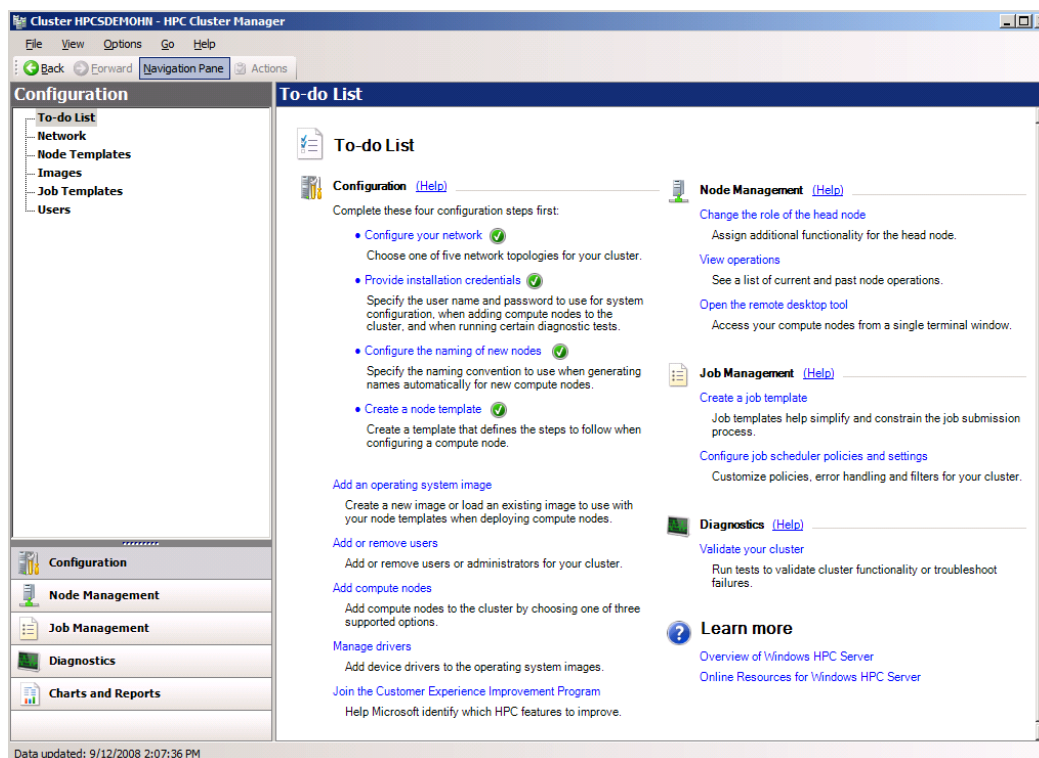 Cluster HPCSDEMOHN - HPC Cluster Manager
File View Options Go Help
Back Forward Navigation Pane Actions
Configuration
To-do List
Network
Node Templates
Images
Job Templates
Users
Configuration
Node Management
Job Management
Diagnostics
Charts and Reports
To-do List
To-do List
Configuration (Help)
Complete these four configuration steps first:
• Configure your network
Choose one of five network topologies for your cluster.
• Provide installation credentials
Specify the user name and password to use for system
configuration, when adding compute nodes to the
cluster, and when running certain diagnostic tests.
• Configure the naming of new nodes
Specify the naming convention to use when generating
names automatically for new compute nodes.
• Create a node template
Create a template that defines the steps to follow when
configuring a compute node.
Add an operating system image
Create a new image or load an existing image to use with
your node templates when deploying compute nodes.
Add or remove users
Add or remove users or administrators for your cluster.
Add compute nodes
Add compute nodes to the cluster by choosing one of three
supported options.
Manage drivers
Add device drivers to the operating system images.
Join the Customer Experience Improvement Program
Help Microsoft identify which HPC features to improve.
Node Management (Help)
Change the role of the head node
Assign additional functionality for the head node.
View operations
See a list of current and past node operations.
Open the remote desktop tool
Access your compute nodes from a single terminal window.
Job Management (Help)
Create a job template
Job templates help simplify and constrain the job submission
process.
Configure job scheduler policies and settings
Customize policies, error handling and filters for your cluster.
Diagnostics (Help)
Validate your cluster
Run tests to validate cluster functionality or troubleshoot
failures.
Learn more
Overview of Windows HPC Server
Online Resources for Windows HPC Server
Data updated: 9/12/2008 2:07:36 PM